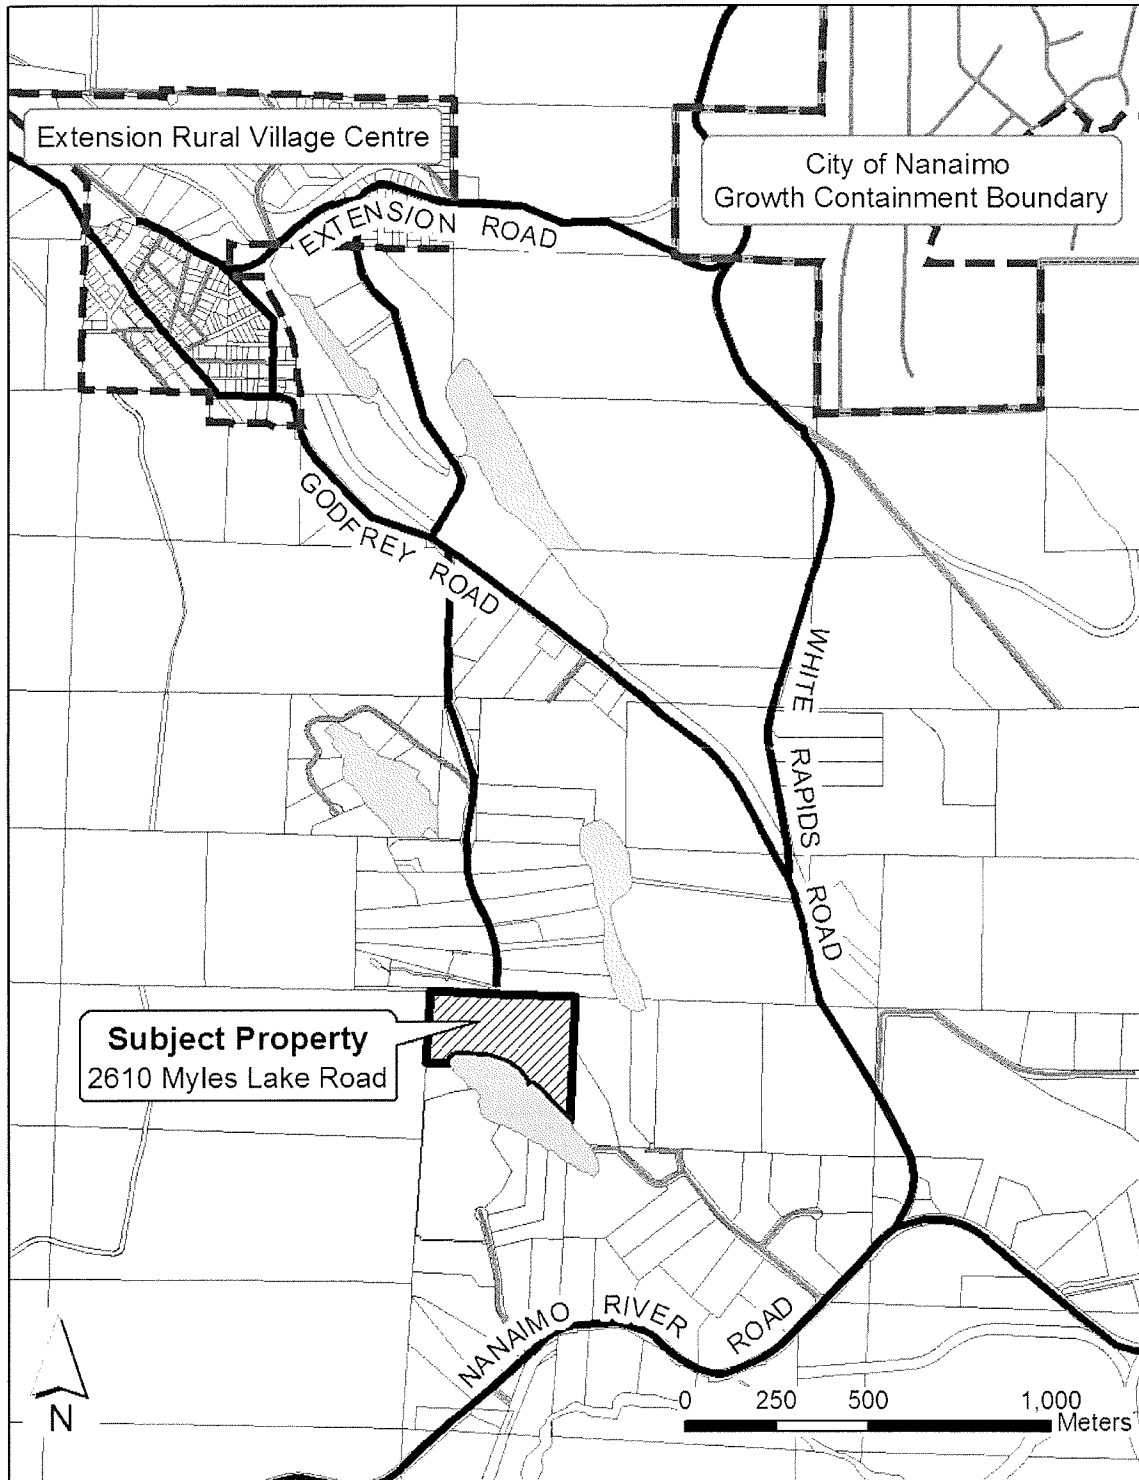 Extension Rural Village Centre
City of Nanaimo
Growth Containment Boundary
EXTENSION ROAD
GODFREY ROAD
WHITE RAPIDS ROAD
Subject Property
2610 Myles Lake Road
NANAIMO RIVER ROAD
N
0 250 500 1,000
Meters